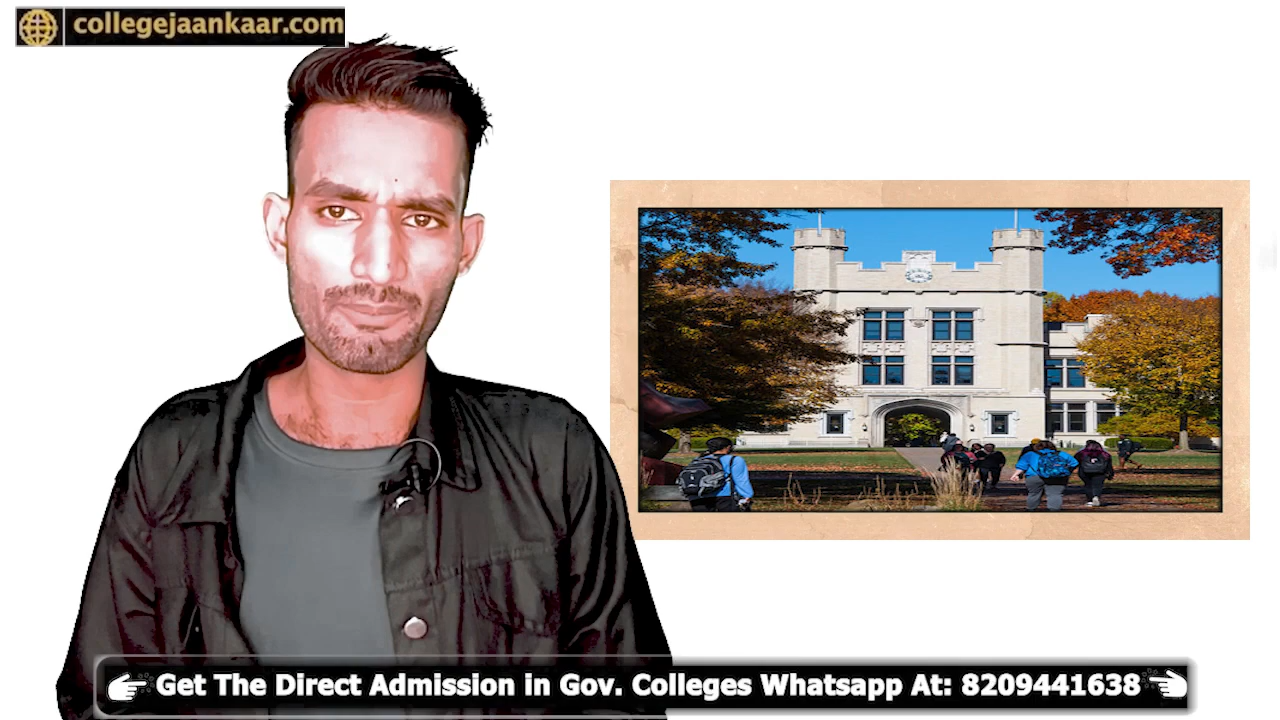 collegejaankaar.com
Get The Direct Admission in Gov. Colleges Whatsapp At: 8209441638